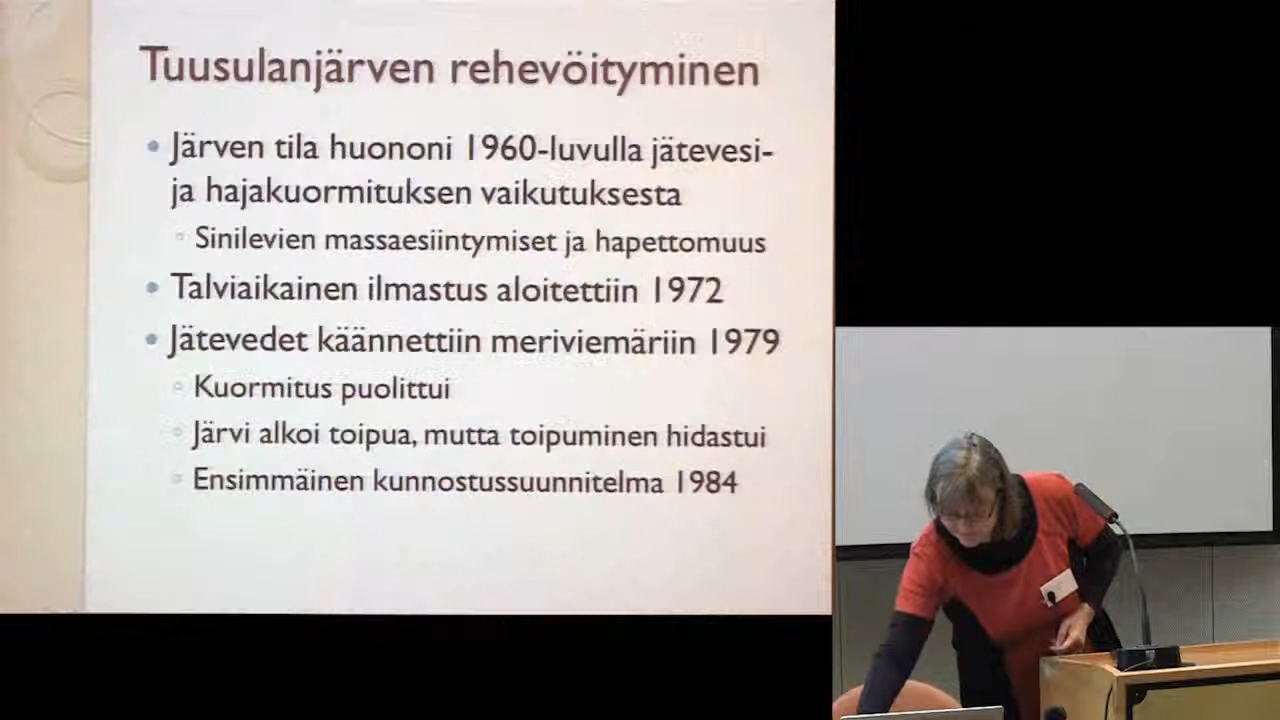 Tuusulanjärven rehevöityminen
Järven tila huononi 1960-luvulla jätevesi-
ja hajakuormituksen vaikutuksesta
Sinilevien massaesiintymiset ja hapettomuus
Talviaikainen ilmastus aloitettiin 1972
Jätevedet käännettiin meriviemäriin 1979
Kuormitus puolittui
Järvi alkoi toipua, mutta toipuminen hidastui
Ensimmäinen kunnostussuunnitelma 1984